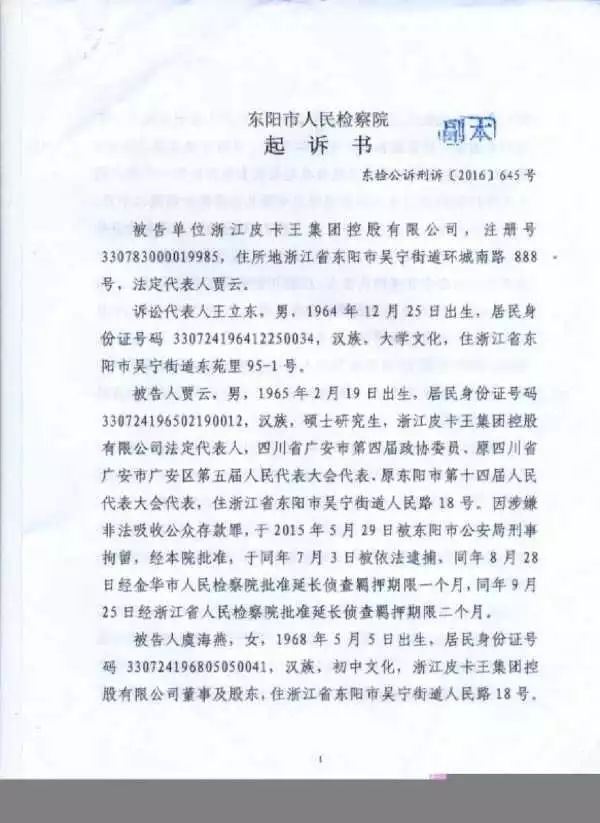 东阳市人民检察院
副本
起诉书
东检公诉刑诉〔2016〕645号
被告单位浙江皮卡王集团控股有限公司，注册号
330783000019985，住所地浙江省东阳市吴宁街道环城南路 888
号，法定代表人贾云。
诉讼代表人王立东，男，1964 年 12 月 25 日出生，居民身
份证号码 330724196412250034，汉族，大学文化，住浙江省东
阳市吴宁街道东苑里 95-1 号。
被告人贾云，男，1965 年 2 月 19 日出生，居民身份证号码
330724196502190012，汉族，硕士研究生，浙江皮卡王集团控股
有限公司法定代表人，四川省广安市第四届政协委员、原四川省
广安市广安区第五届人民代表大会代表、原东阳市第十四届人民
代表大会代表，住浙江省东阳市吴宁街道人民路 18 号。因涉嫌
非法吸收公众存款罪，于 2015 年 5 月 29 日被东阳市公安局刑事
拘留，经本院批准，于同年 7 月 3 日被依法逮捕、同年 8 月 28
日经金华市人民检察院批准延长侦查羁押期限一个月，同年 9 月
25 日经浙江省人民检察院批准延长侦查羁押期限二个月。
被告人虞海燕，女，1968 年 5 月 5 日出生，居民身份证号
码 330724196805050041，汉族，初中文化，浙江皮卡王集团控
股有限公司董事及股东，住浙江省东阳市吴宁街道人民路 18 号。
1